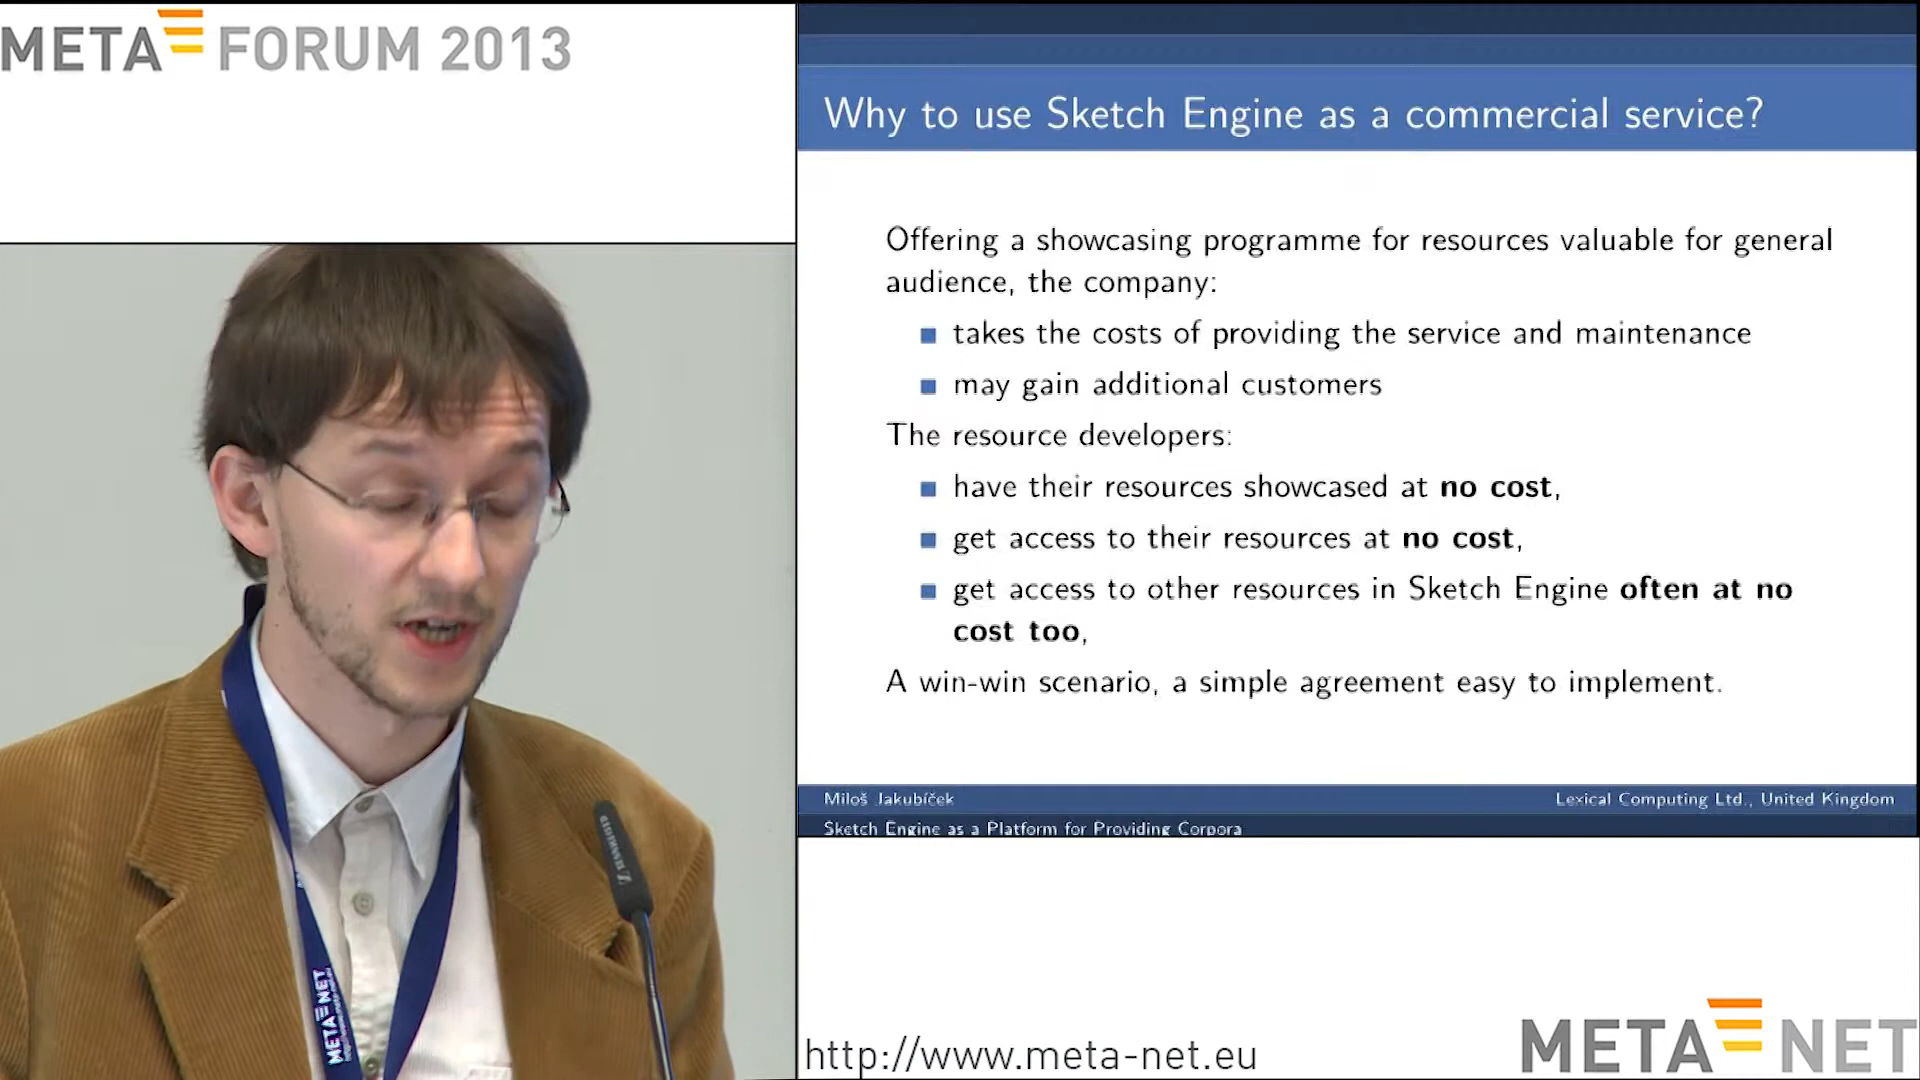 META FORUM 2013
Why to use Sketch Engine as a commercial service?
Offering a showcasing programme for resources valuable for general
audience, the company:
takes the costs of providing the service and maintenance
may gain additional customers
The resource developers:
have their resources showcased at no cost,
get access to their resources at no cost,
get access to other resources in Sketch Engine often at no
cost too,
A win-win scenario, a simple agreement easy to implement.
Miloš Jakubíček
Lexical Computing Ltd., United Kingdom
Sketch Engine as a Platform for Providing Corpora
SENNHEISER
META NET
http://www.meta-net.eu
META NET